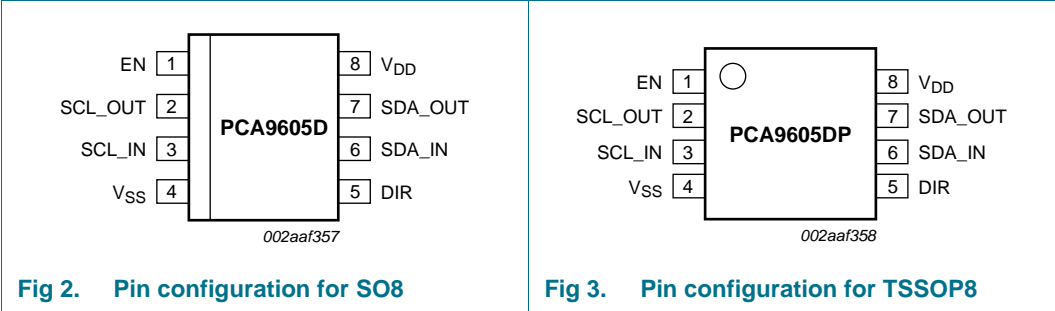 EN 1
8 VDD
SCL_OUT 2
7 SDA_OUT
PCA9605D
SCL_IN 3
6 SDA_IN
VSS 4
5 DIR
002aaf357
Fig 2. Pin configuration for SO8
EN 1
8 VDD
SCL_OUT 2
7 SDA_OUT
PCA9605DP
SCL_IN 3
6 SDA_IN
VSS 4
5 DIR
002aaf358
Fig 3. Pin configuration for TSSOP8